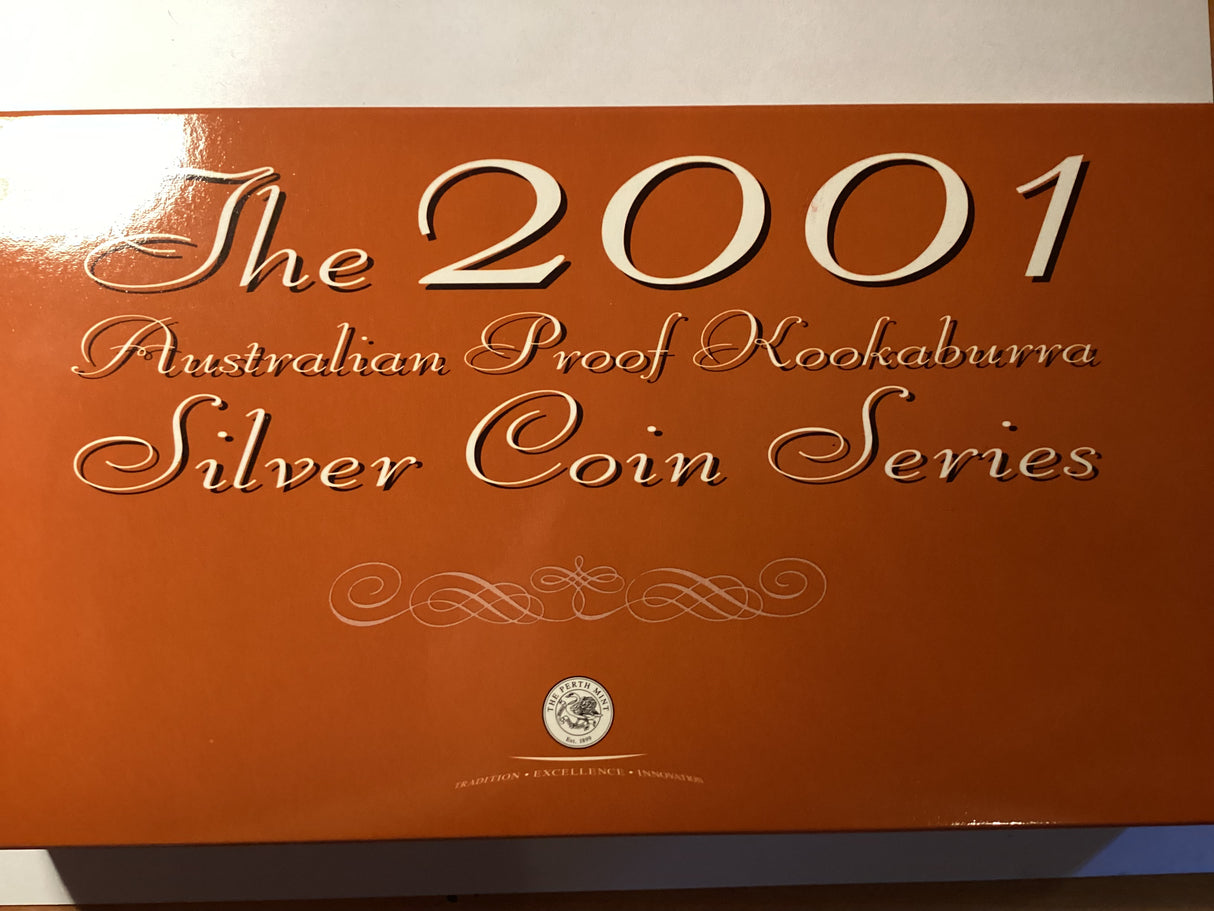 The 2001
Australian Proof Kookaburra
Silver Coin Series
THE PERTH MINT
Est. 1899
TRADITION • EXCELLENCE • INNOVATION